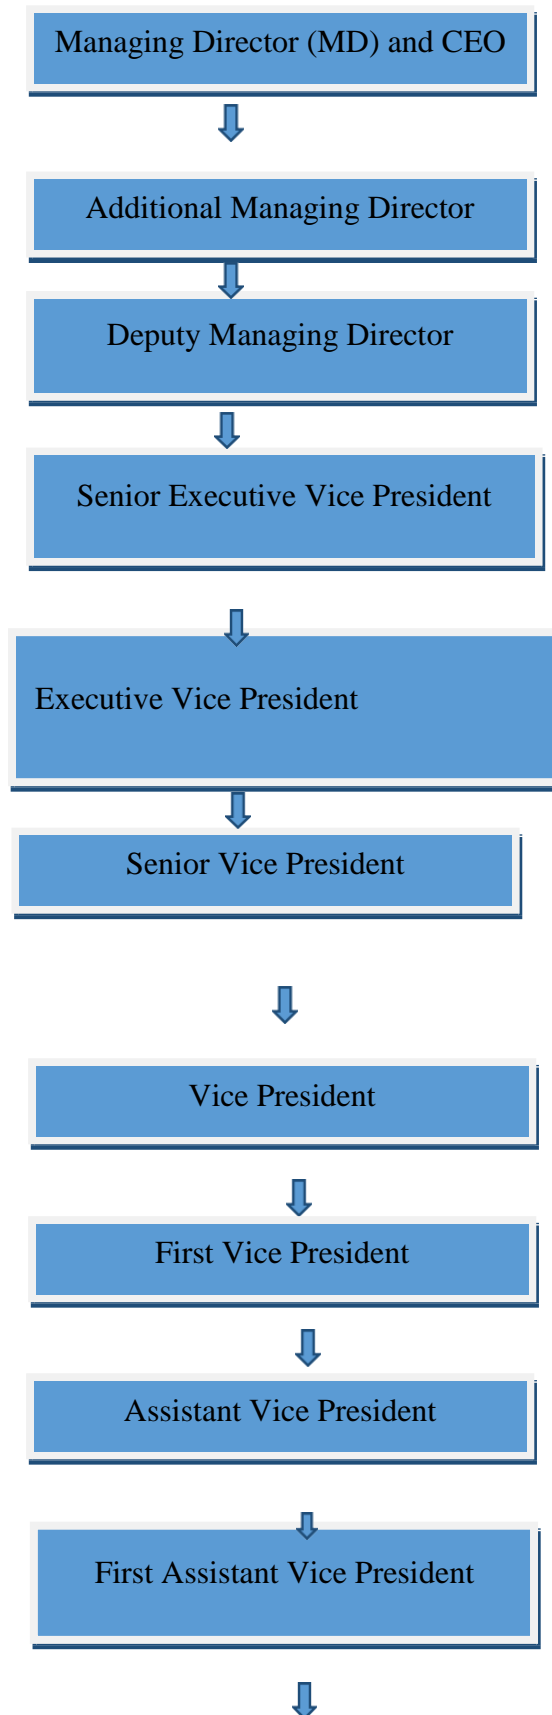 Managing Director (MD) and CEO
Additional Managing Director
Deputy Managing Director
Senior Executive Vice President
Executive Vice President
Senior Vice President
Vice President
First Vice President
Assistant Vice President
First Assistant Vice President